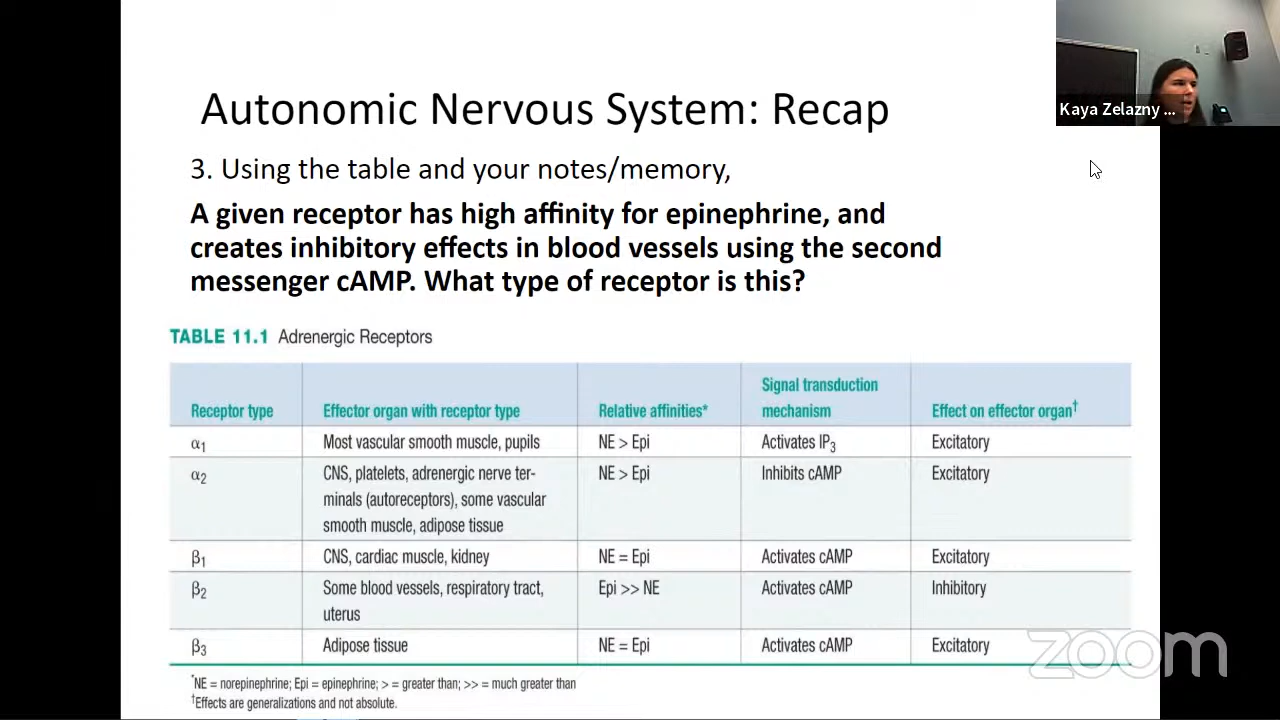 Autonomic Nervous System: Recap
Kaya Zelazny ...
3. Using the table and your notes/memory,
A given receptor has high affinity for epinephrine, and
creates inhibitory effects in blood vessels using the second
messenger cAMP. What type of receptor is this?
TABLE 11.1 Adrenergic Receptors
Receptor type Effector organ with receptor type Relative affinities* Signal transduction
mechanism Effect on effector organ†
α1 Most vascular smooth muscle, pupils NE > Epi Activates IP3 Excitatory
α2 CNS, platelets, adrenergic nerve ter- NE > Epi Inhibits cAMP Excitatory
minals (autoreceptors), some vascular
smooth muscle, adipose tissue
β1 CNS, cardiac muscle, kidney NE = Epi Activates cAMP Excitatory
β2 Some blood vessels, respiratory tract, Epi >> NE Activates cAMP Inhibitory
uterus
β3 Adipose tissue NE = Epi Activates cAMP Excitatory
zoom
*NE = norepinephrine; Epi = epinephrine; > = greater than; >> = much greater than
†Effects are generalizations and not absolute.